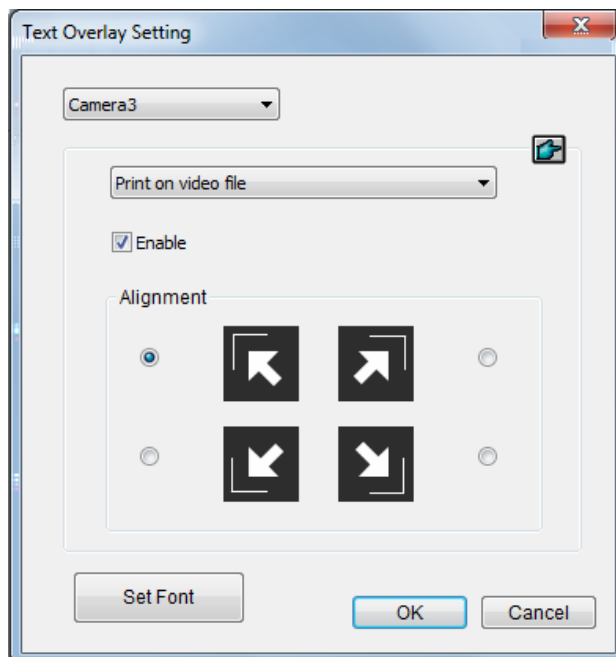 Text Overlay Setting
Camera3
Print on video file
Enable
Alignment
Set Font
OK
Cancel